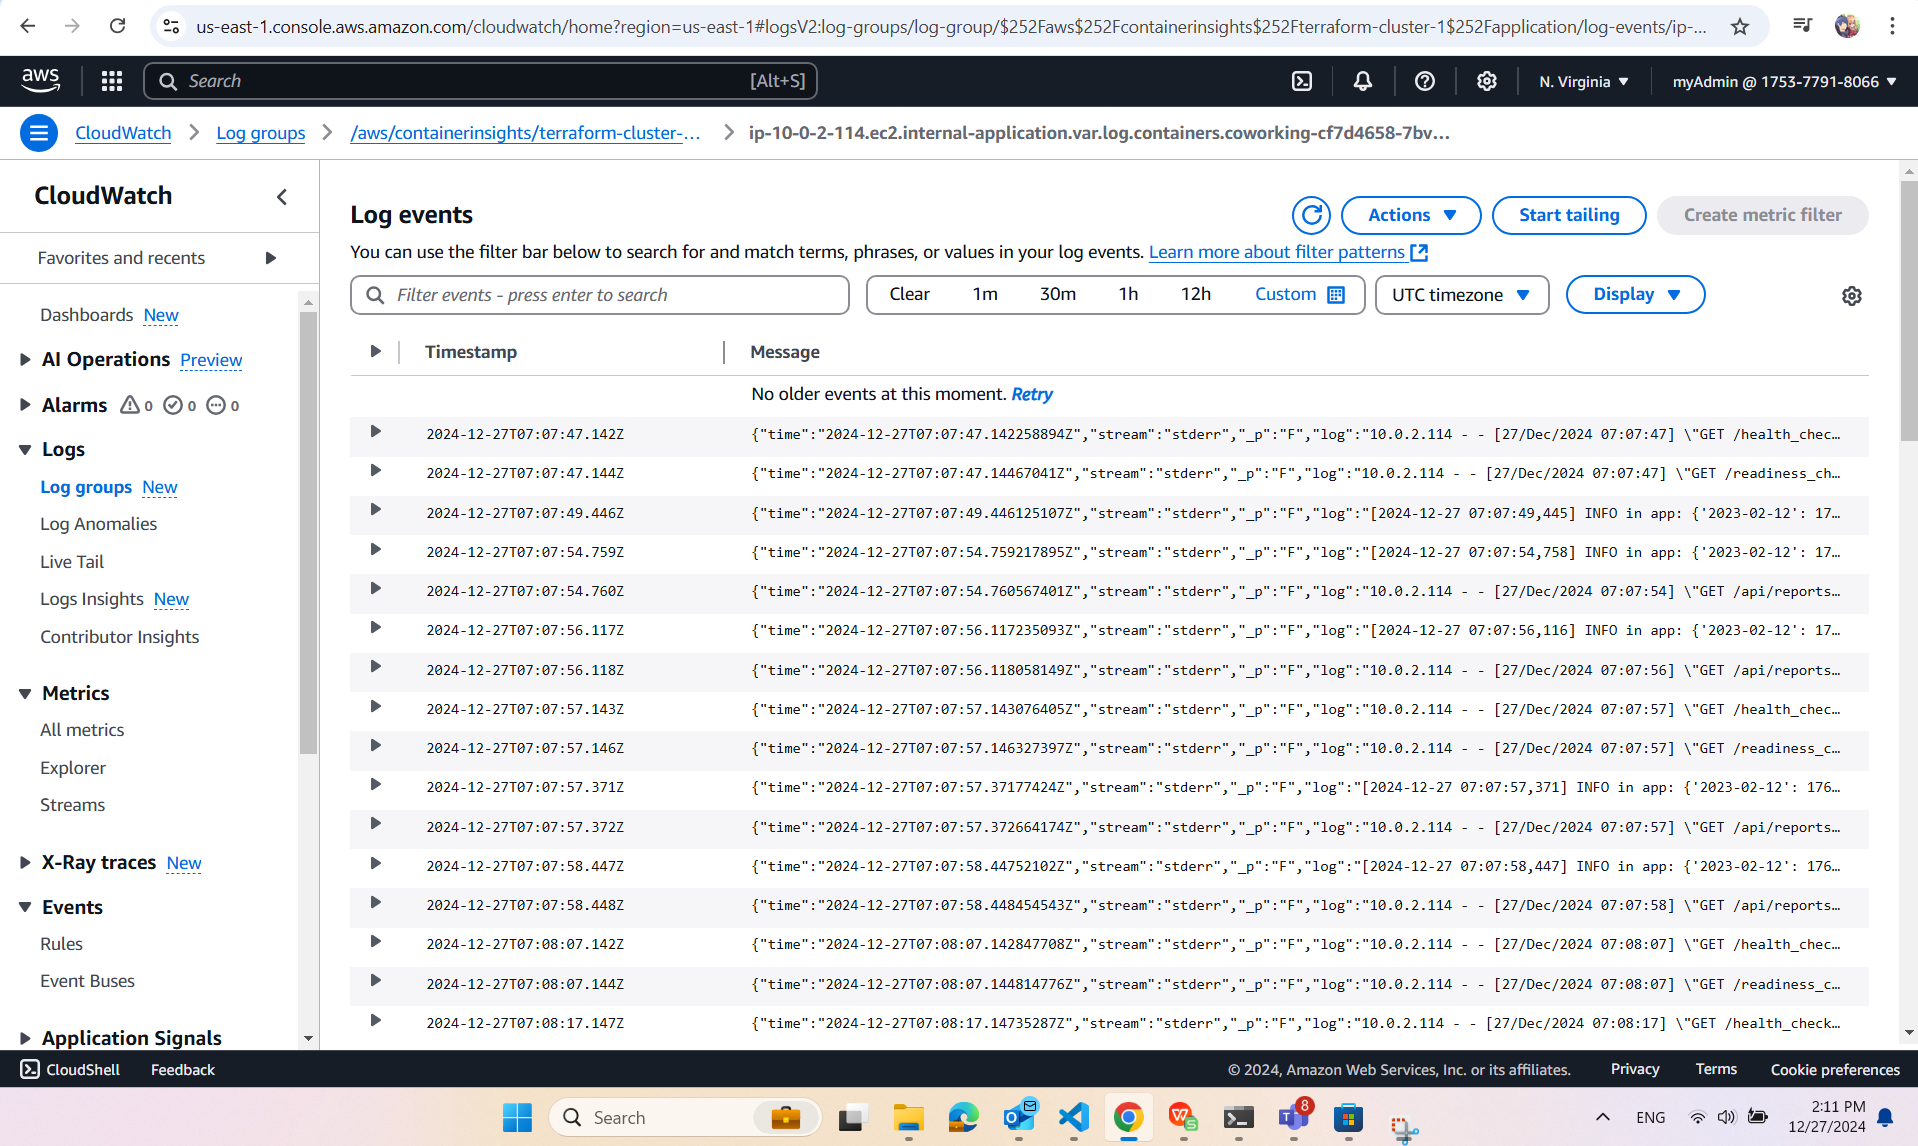 us-east-1.console.aws.amazon.com/cloudwatch/home?region=us-east-1#logsV2:log-groups/log-group/$252Faws$252Fcontainerinsights$252Fterraform-cluster-1$252Fapplication/log-events/ip-...
aws
Search [Alt+S]
N. Virginia
myAdmin @ 1753-7791-8066
CloudWatch
Log groups
/aws/containerinsights/terraform-cluster-...
ip-10-0-2-114.ec2.internal-application.var.log.containers.coworking-cf7d4658-7bv...
CloudWatch
Favorites and recents
Dashboards New
AI Operations Preview
Alarms 0 0 0
Logs
Log groups New
Log Anomalies
Live Tail
Logs Insights New
Contributor Insights
Metrics
All metrics
Explorer
Streams
X-Ray traces New
Events
Rules
Event Buses
Application Signals
Log events
Actions
Start tailing
Create metric filter
You can use the filter bar below to search for and match terms, phrases, or values in your log events. Learn more about filter patterns
Filter events - press enter to search
Clear 1m 30m 1h 12h Custom
UTC timezone
Display
Timestamp Message
No older events at this moment. Retry
2024-12-27T07:07:47.142Z {"time":"2024-12-27T07:07:47.142258894Z","stream":"stderr","_p":"F","log":"10.0.2.114 - - [27/Dec/2024 07:07:47] \"GET /health_chec...
2024-12-27T07:07:47.144Z {"time":"2024-12-27T07:07:47.14467041Z","stream":"stderr","_p":"F","log":"10.0.2.114 - - [27/Dec/2024 07:07:47] \"GET /readiness_ch...
2024-12-27T07:07:49.446Z {"time":"2024-12-27T07:07:49.446125107Z","stream":"stderr","_p":"F","log":"[2024-12-27 07:07:49,445] INFO in app: {'2023-02-12': 17...
2024-12-27T07:07:54.759Z {"time":"2024-12-27T07:07:54.759217895Z","stream":"stderr","_p":"F","log":"[2024-12-27 07:07:54,758] INFO in app: {'2023-02-12': 17...
2024-12-27T07:07:54.760Z {"time":"2024-12-27T07:07:54.760567401Z","stream":"stderr","_p":"F","log":"10.0.2.114 - - [27/Dec/2024 07:07:54] \"GET /api/reports...
2024-12-27T07:07:56.117Z {"time":"2024-12-27T07:07:56.117235093Z","stream":"stderr","_p":"F","log":"[2024-12-27 07:07:56,116] INFO in app: {'2023-02-12': 17...
2024-12-27T07:07:56.118Z {"time":"2024-12-27T07:07:56.118058149Z","stream":"stderr","_p":"F","log":"10.0.2.114 - - [27/Dec/2024 07:07:56] \"GET /api/reports...
2024-12-27T07:07:57.143Z {"time":"2024-12-27T07:07:57.143076405Z","stream":"stderr","_p":"F","log":"10.0.2.114 - - [27/Dec/2024 07:07:57] \"GET /health_chec...
2024-12-27T07:07:57.146Z {"time":"2024-12-27T07:07:57.146327397Z","stream":"stderr","_p":"F","log":"10.0.2.114 - - [27/Dec/2024 07:07:57] \"GET /readiness_c...
2024-12-27T07:07:57.371Z {"time":"2024-12-27T07:07:57.37177424Z","stream":"stderr","_p":"F","log":"[2024-12-27 07:07:57,371] INFO in app: {'2023-02-12': 176...
2024-12-27T07:07:57.372Z {"time":"2024-12-27T07:07:57.372664174Z","stream":"stderr","_p":"F","log":"10.0.2.114 - - [27/Dec/2024 07:07:57] \"GET /api/reports...
2024-12-27T07:07:58.447Z {"time":"2024-12-27T07:07:58.44752102Z","stream":"stderr","_p":"F","log":"[2024-12-27 07:07:58,447] INFO in app: {'2023-02-12': 176...
2024-12-27T07:07:58.448Z {"time":"2024-12-27T07:07:58.448454543Z","stream":"stderr","_p":"F","log":"10.0.2.114 - - [27/Dec/2024 07:07:58] \"GET /api/reports...
2024-12-27T07:08:07.142Z {"time":"2024-12-27T07:08:07.142847708Z","stream":"stderr","_p":"F","log":"10.0.2.114 - - [27/Dec/2024 07:08:07] \"GET /health_chec...
2024-12-27T07:08:07.144Z {"time":"2024-12-27T07:08:07.144814776Z","stream":"stderr","_p":"F","log":"10.0.2.114 - - [27/Dec/2024 07:08:07] \"GET /readiness_c...
2024-12-27T07:08:17.147Z {"time":"2024-12-27T07:08:17.14735287Z","stream":"stderr","_p":"F","log":"10.0.2.114 - - [27/Dec/2024 07:08:17] \"GET /health_check...
CloudShell Feedback © 2024, Amazon Web Services, Inc. or its affiliates. Privacy Terms Cookie preferences
Search
8
ENG
2:11 PM
12/27/2024